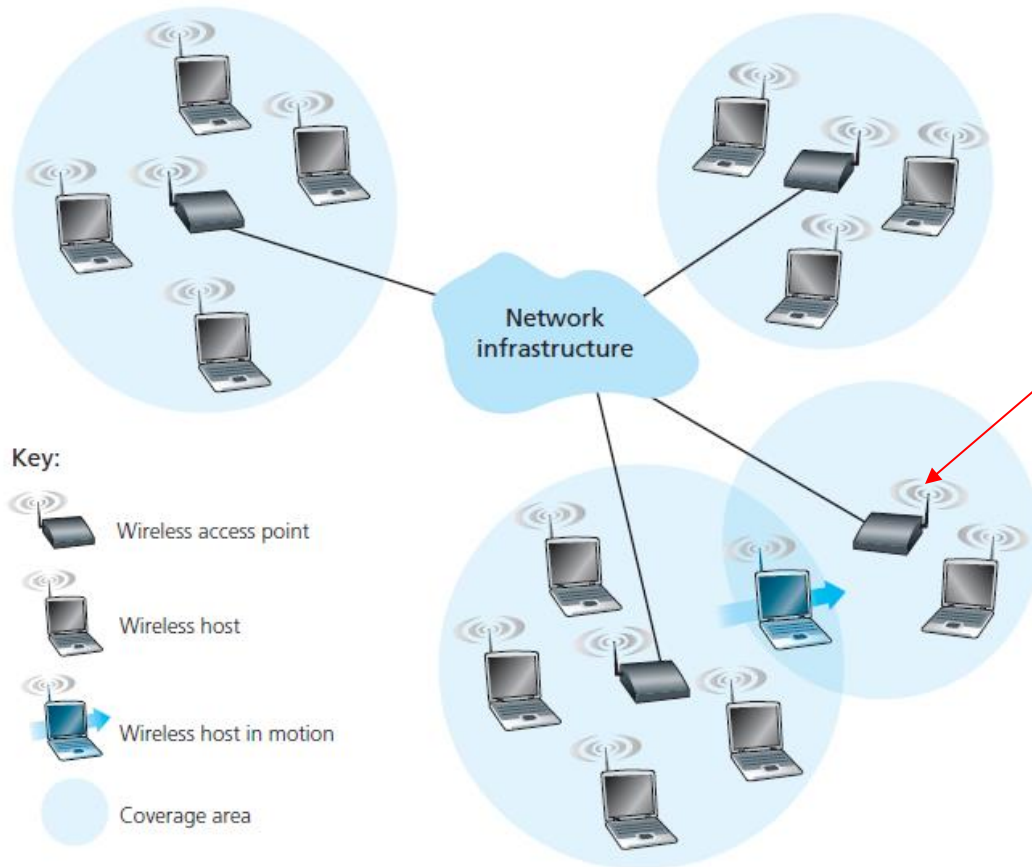 Network
infrastructure
Key:
Wireless access point
Wireless host
Wireless host in motion
Coverage area